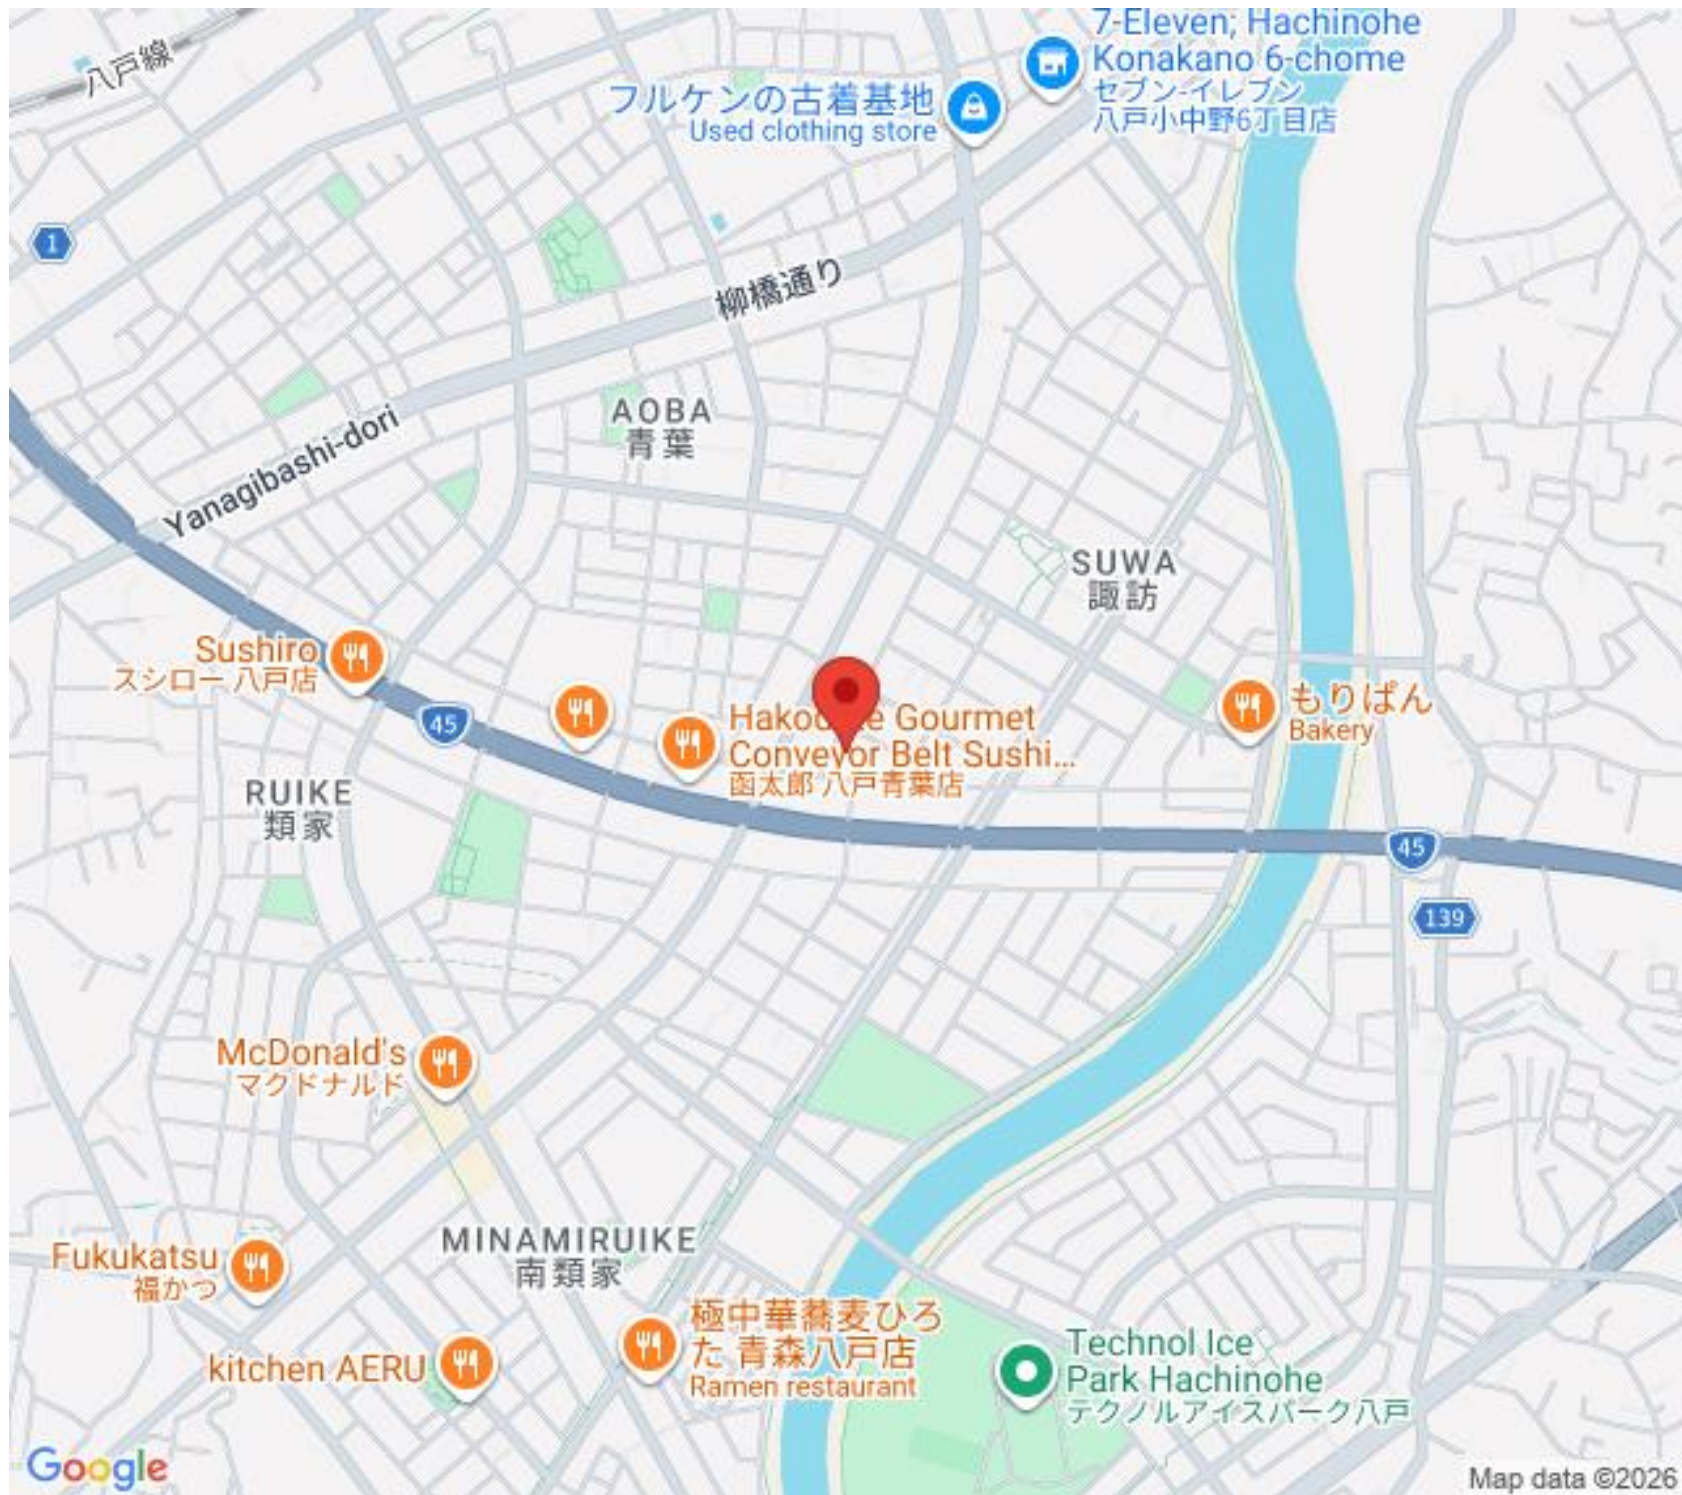 7-Eleven; Hachinohe
Konakano 6-chome
セブン-イレブン
八戸小中野6丁目店
八戸線
フルケンの古着基地
Used clothing store
1
柳橋通り
AOBA
青葉
Yanagibashi-dori
SUWA
諏訪
Sushiro
スシロー 八戸店
45
Gourmet
Conveyor Belt Sushi...
函太郎 八戸青葉店
もりぱん
Bakery
RUIKE
類家
45
139
McDonald's
マクドナルド
MINAMIRUIKE
南類家
Fukukatsu
福かつ
極中華蕎麦ひろ
た 青森八戸店
Ramen restaurant
kitchen AERU
Technol Ice
Park Hachinohe
テクノルアイスパーク八戸
Google
Map data ©2026